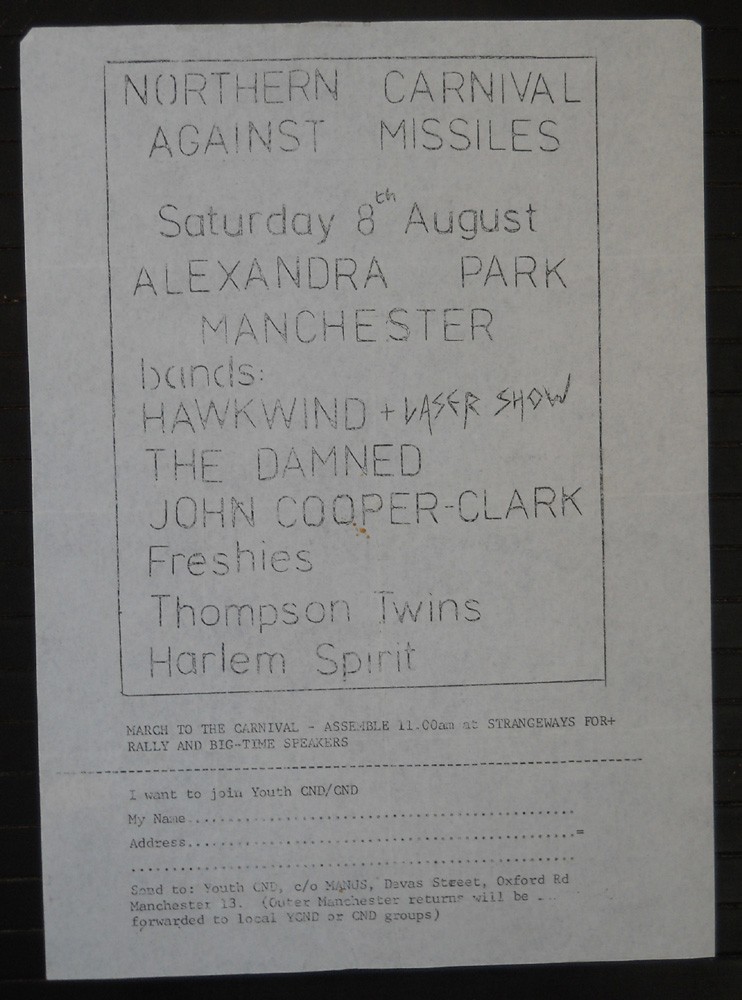 NORTHERN CARNIVAL
AGAINST MISSILES
Saturday 8th August
ALEXANDRA PARK
MANCHESTER
bands:
HAWKWIND + LASER SHOW
THE DAMNED
JOHN COOPER-CLARK
Freshies
Thompson Twins
Harlem Spirit
MARCH TO THE CARNIVAL - ASSEMBLE 11.00am at STRANGEWAYS FOR+
RALLY AND BIG-TIME SPEAKERS
I want to join Youth CND/CND
My Name..................................................
Address..................................................=
..........................................................
Send to: Youth CND, c/o MANUS, Davas Street, Oxford Rd
Manchester 13. (Outer Manchester returns will be
forwarded to local YCND or CND groups)